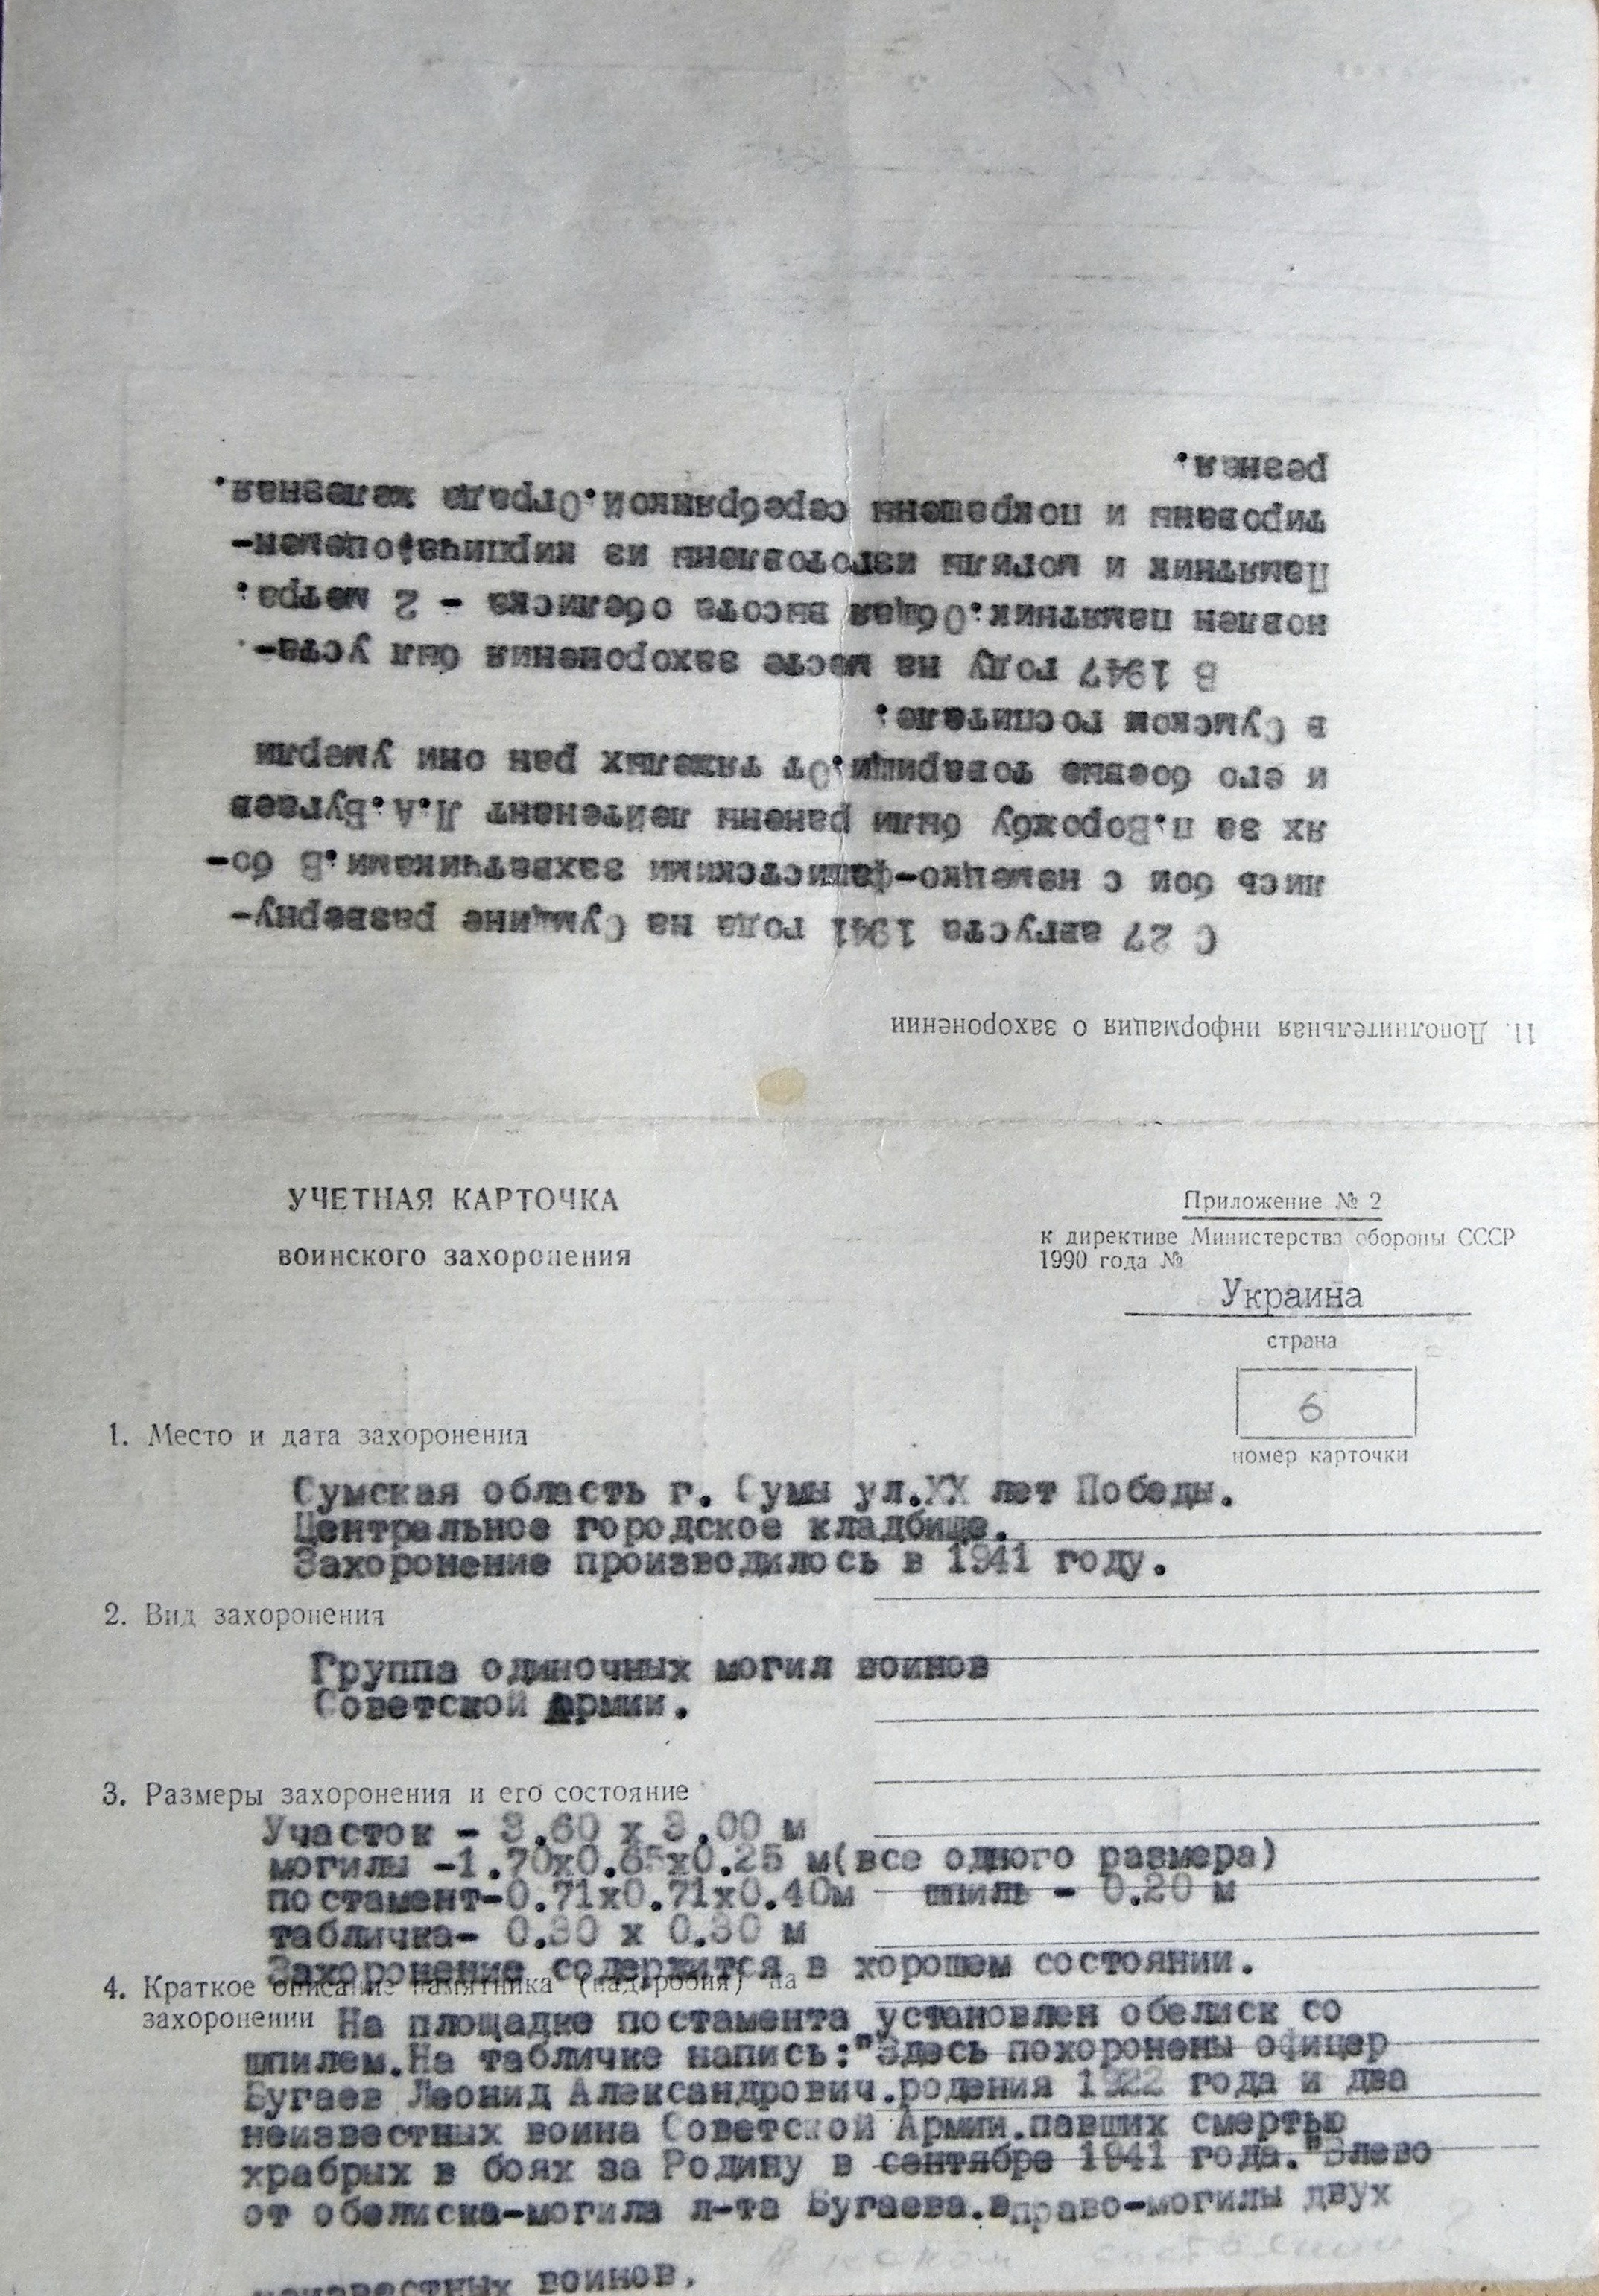 УЧЕТНАЯ КАРТОЧКА
воинского захоронения
Приложение № 2
к директиве Министерства обороны СССР
1990 года №
Украина
страна
6
номер карточки
1. Место и дата захоронения
Сумская область г. Сумы ул.XX лет Победы.
Центральное городское кладбище.
Захоронение производилось в 1941 году.
2. Вид захоронения
Группа одиночных могил воинов
Советской Армии.
3. Размеры захоронения и его состояние
Участок - 3.60 х 3.00 м
могилы -1.70х0.65х0.25 м(все одного размера)
постамент-0.71х0.71х0.40м шпиль - 0.20 м
табличка- 0.30 х 0.30 м
Захоронение содержится в хорошем состоянии.
4. Краткое описание памятника (надгробия) на
захоронении На площадке постамента установлен обелиск со
шпилем.На табличке напись:"Здесь похоронены офицер
Бугаев Леонид Александрович.родения 1922 года и два
неизвестных воина Советской Армии.павших смертью
храбрых в боях за Родину в сентябре 1941 года."Влево
от обелиска-могила л-та Бугаева.вправо-могилы двух
неизвестных воинов.
В каком состоянии
11. Дополнительная информация о захоронении
С 27 августа 1941 года на Сумщине разверну-
лись бои с немецко-фашистскими захватчиками.В бо-
ях за п.Ворожбу были ранены лейтенант Л.А.Бугаев
и его боевые товарищи.От тяжелых ран они умерли
в Сумском госпитале.
В 1947 году на месте захоронения был уста-
новлен памятник.Общая высота обелиска - 2 метра.
Памятник и могилы изготовлены из кирпича,оцемен-
тированы и покрашены серебрянкой.Ограда железная.
резная.